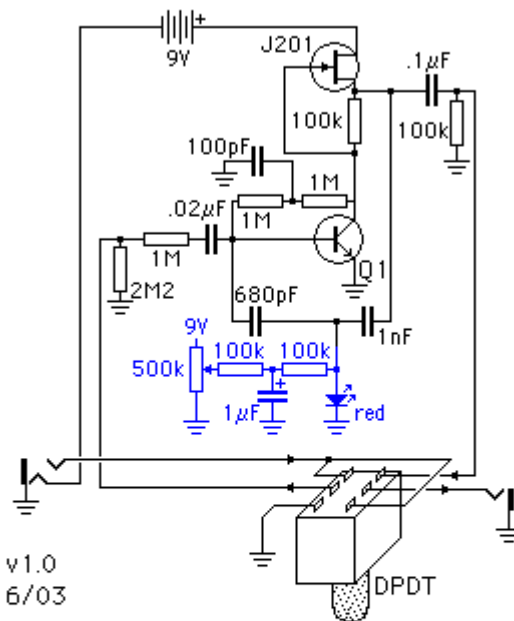 +
9V
J201
.1µF
100k
100k
100pF
1M
1M
.02µF
1M
Q1
2M2
680pF
1nF
9V
100k
100k
500k
+
1µF
red
DPDT
v1.0
6/03